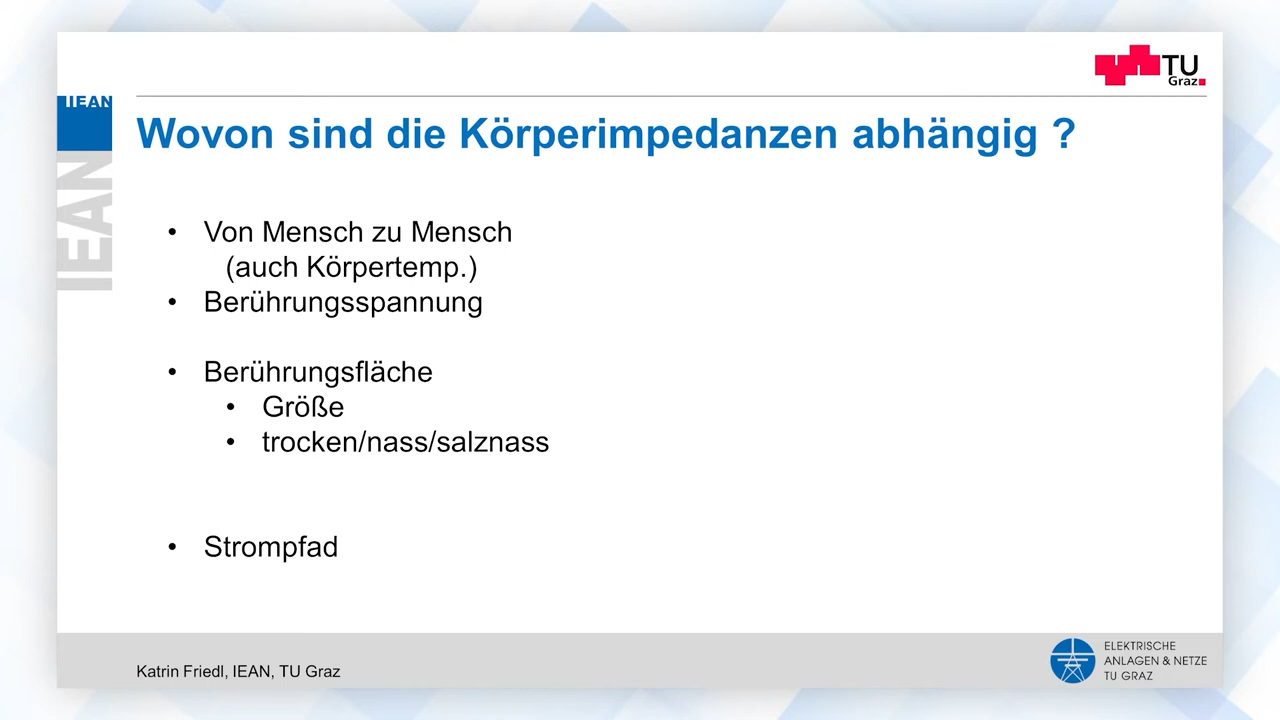 TU
Graz
IEAN
Wovon sind die Körperimpedanzen abhängig ?
IEAN
• Von Mensch zu Mensch
(auch Körpertemp.)
• Berührungsspannung
• Berührungsfläche
• Größe
• trocken/nass/salznass
• Strompfad
Katrin Friedl, IEAN, TU Graz
ELEKTRISCHE
ANLAGEN & NETZE
TU GRAZ